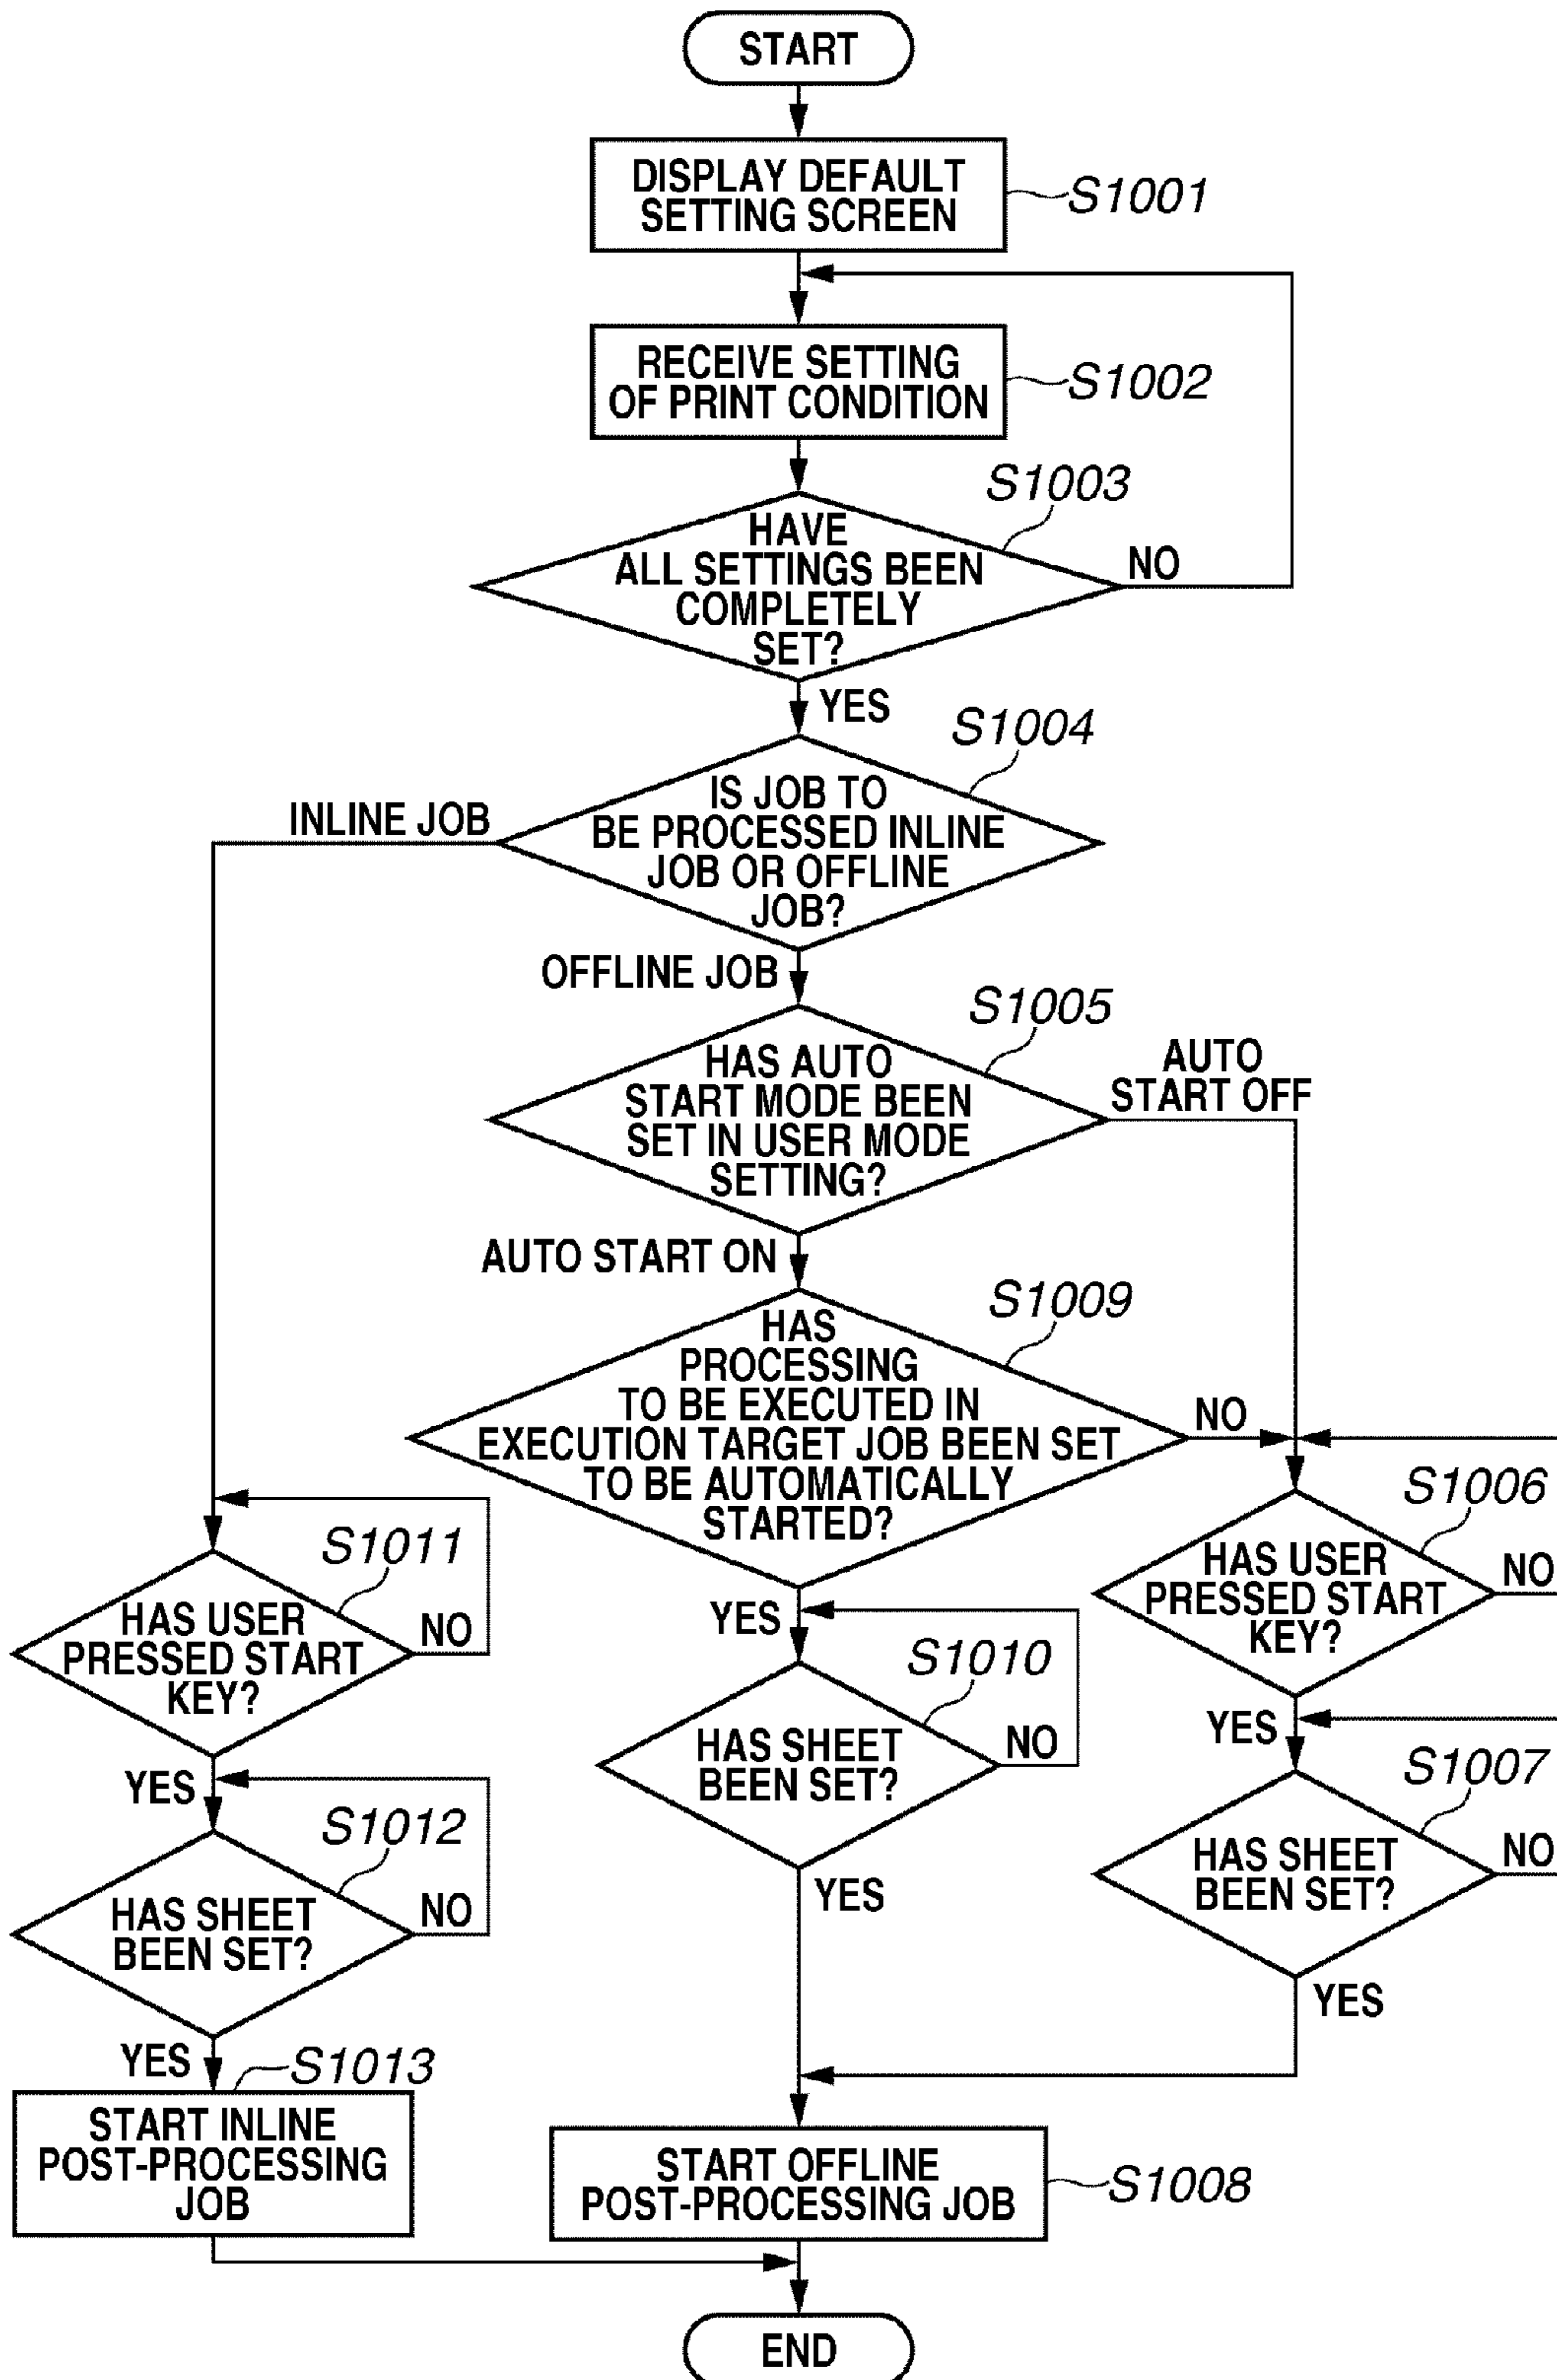 START
DISPLAY DEFAULT
SETTING SCREEN
S1001
RECEIVE SETTING
OF PRINT CONDITION
S1002
S1003
HAVE
ALL SETTINGS BEEN
COMPLETELY
SET?
NO
YES
S1004
IS JOB TO
BE PROCESSED INLINE
JOB OR OFFLINE
JOB?
INLINE JOB
OFFLINE JOB
S1005
HAS AUTO
START MODE BEEN
SET IN USER MODE
SETTING?
AUTO
START OFF
AUTO START ON
S1009
HAS
PROCESSING
TO BE EXECUTED IN
EXECUTION TARGET JOB BEEN SET
TO BE AUTOMATICALLY
STARTED?
NO
YES
S1011
HAS USER
PRESSED START
KEY?
NO
YES
S1012
HAS SHEET
BEEN SET?
NO
YES
S1013
START INLINE
POST-PROCESSING
JOB
S1010
HAS SHEET
BEEN SET?
NO
YES
S1006
HAS USER
PRESSED START
KEY?
NO
YES
S1007
HAS SHEET
BEEN SET?
NO
YES
START OFFLINE
POST-PROCESSING JOB
S1008
END